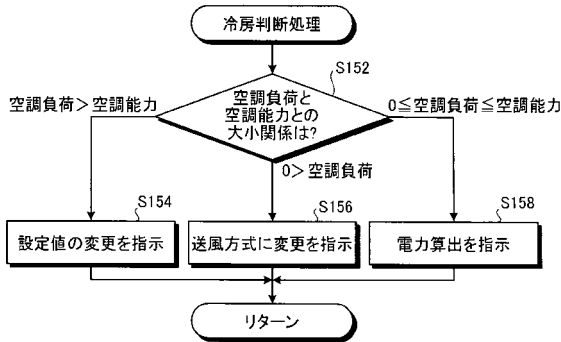 冷房判断処理
S152
空調負荷と
空調能力との
大小関係は?
空調負荷>空調能力
0≦空調負荷≦空調能力
0>空調負荷
S154
設定値の変更を指示
S156
送風方式に変更を指示
S158
電力算出を指示
リターン